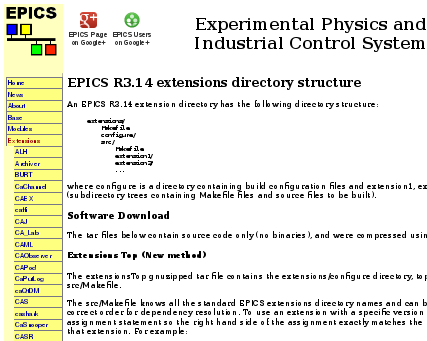 EPICS
EPICS Page
on Google+
EPICS Users
on Google+
Experimental Physics and
Industrial Control System
Home
News
About
Base
Modules
Extensions
ALH
Archiver
BURT
CaChannel
CAEX
catfi
CAJ
CA_Lab
CAML
CAObserver
CAPod
CaPutLog
caQtDM
CAS
cashark
CaSnooper
CASR
EPICS R3.14 extensions directory structure
An EPICS R3.14 extension directory has the following directory structure:
extensions/
Makefile
configure/
src/
Makefile
extension1/
extension2/
...
where configure is a directory containing build configuration files and extension1, ex
(subdirectory trees containing Makefile files and source files to be built).
Software Download
The tar files below contain source code only (no binaries), and were compressed usin
Extensions Top (New method)
The extensionsTop gnuzipped tar file contains the extensions/configure directory, top
src/Makefile.
The src/Makefile knows all the standard EPICS extensions directory names and can b
correct order for dependency resolution. To use an extension with a specific version
assignment statement so the right hand side of the assignment exactly matches the
that extension. For example: